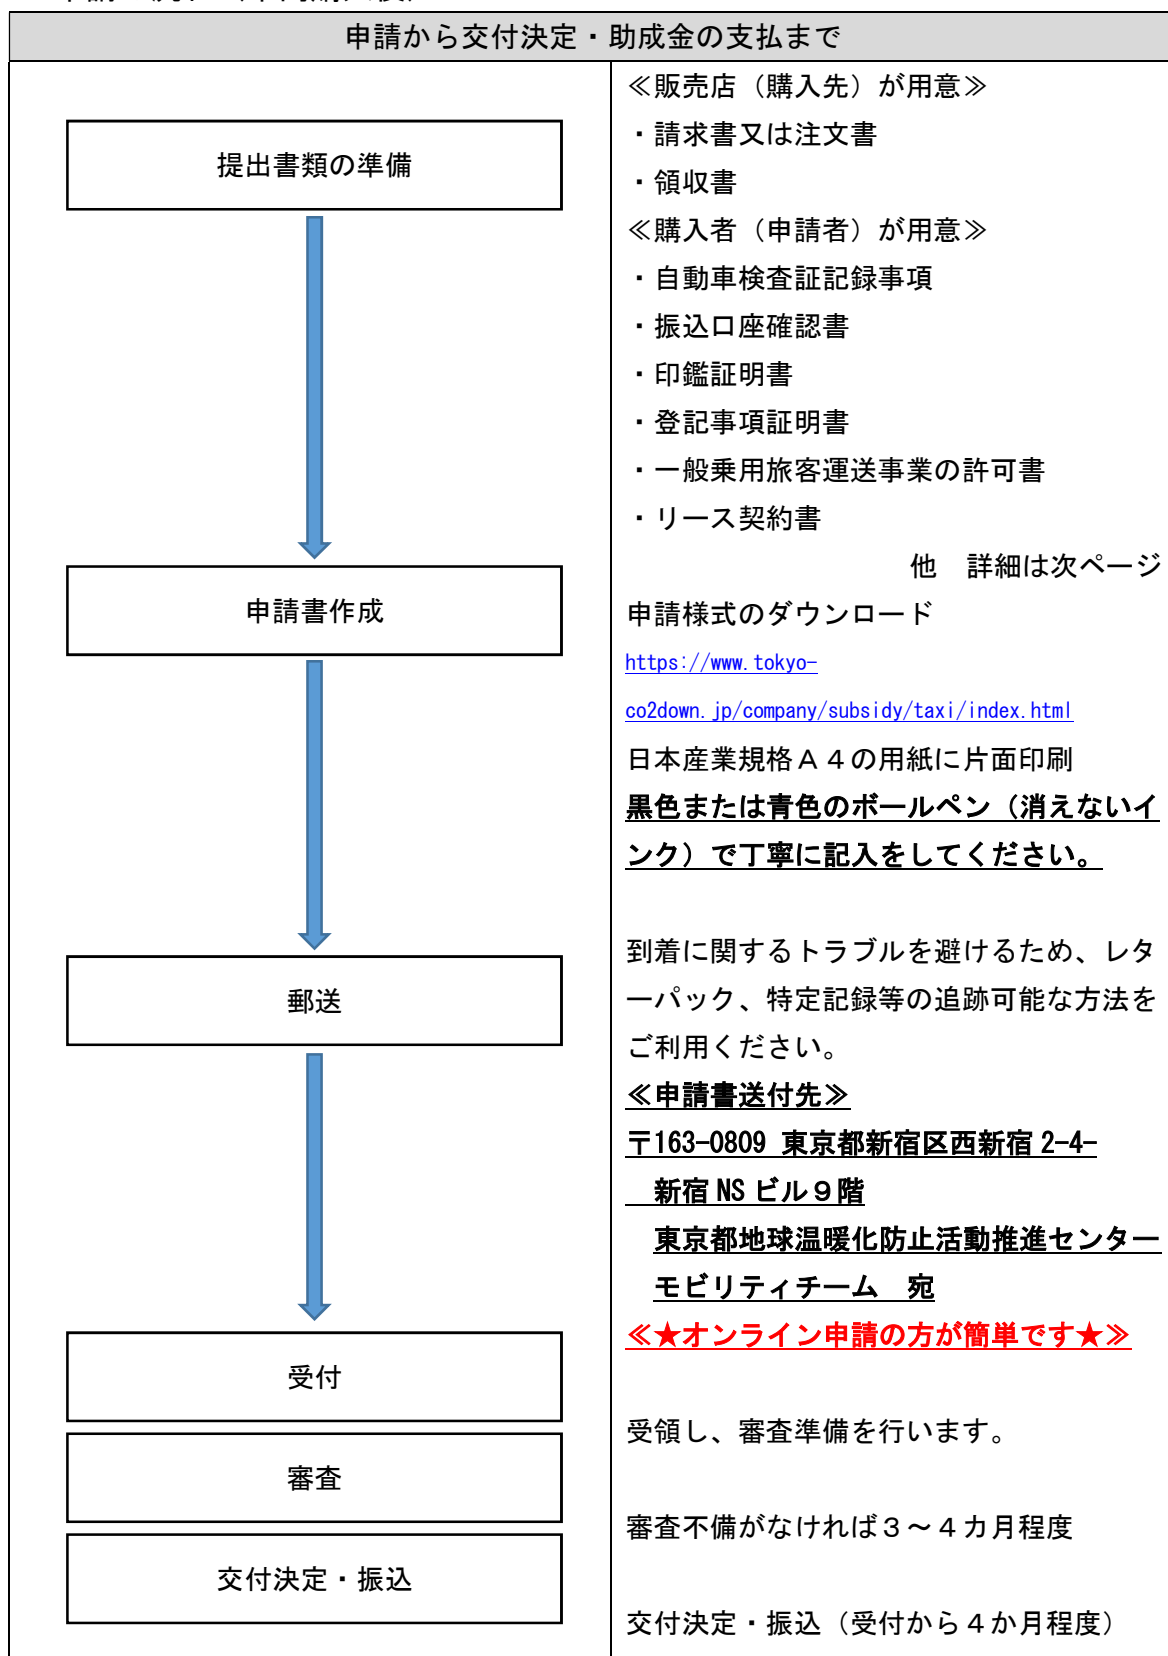 申請から交付決定・助成金の支払まで
提出書類の準備
申請書作成
郵送
受付
審査
交付決定・振込
≪販売店（購入先）が用意≫
・請求書又は注文書
・領収書
≪購入者（申請者）が用意≫
・自動車検査証記録事項
・振込口座確認書
・印鑑証明書
・登記事項証明書
・一般乗用旅客運送事業の許可書
・リース契約書
他　詳細は次ページ
申請様式のダウンロード
https://www.tokyo-
co2down.jp/company/subsidy/taxi/index.html
日本産業規格Ａ４の用紙に片面印刷
黒色または青色のボールペン（消えないイ
ンク）で丁寧に記入をしてください。
到着に関するトラブルを避けるため、レタ
ーパック、特定記録等の追跡可能な方法を
ご利用ください。
≪申請書送付先≫
〒163-0809 東京都新宿区西新宿 2-4-
新宿 NS ビル９階
東京都地球温暖化防止活動推進センター
モビリティチーム　宛
≪★オンライン申請の方が簡単です★≫
受領し、審査準備を行います。
審査不備がなければ３～４カ月程度
交付決定・振込（受付から４か月程度）